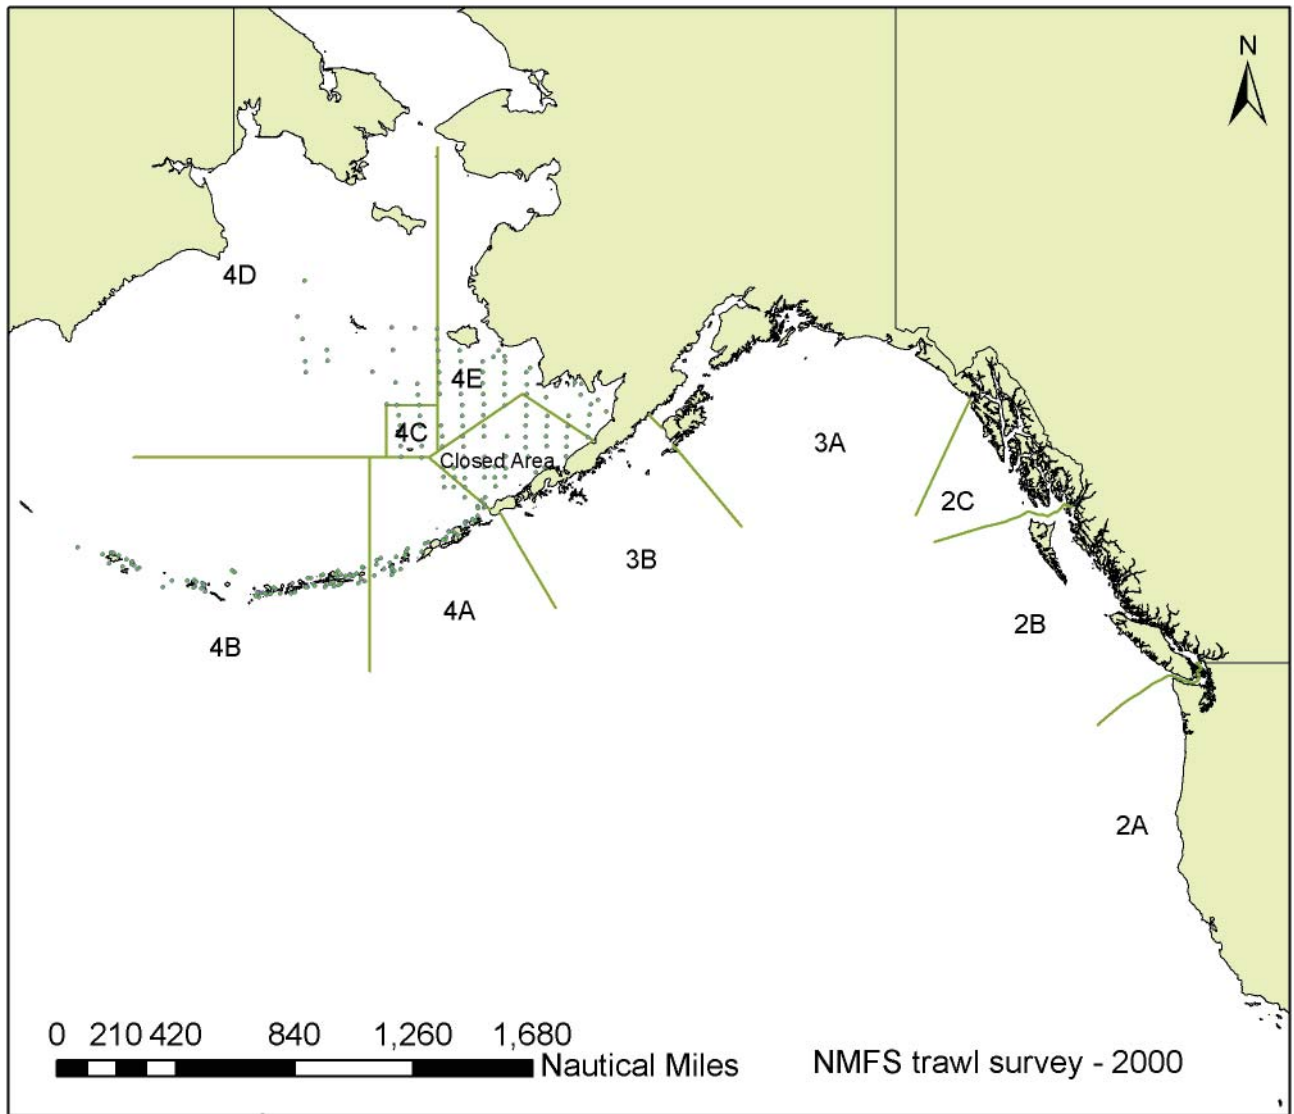 N
4D
4E
4C
Closed Area
3A
2C
3B
4A
2B
4B
2A
0 210 420 840 1,260 1,680
Nautical Miles
NMFS trawl survey - 2000